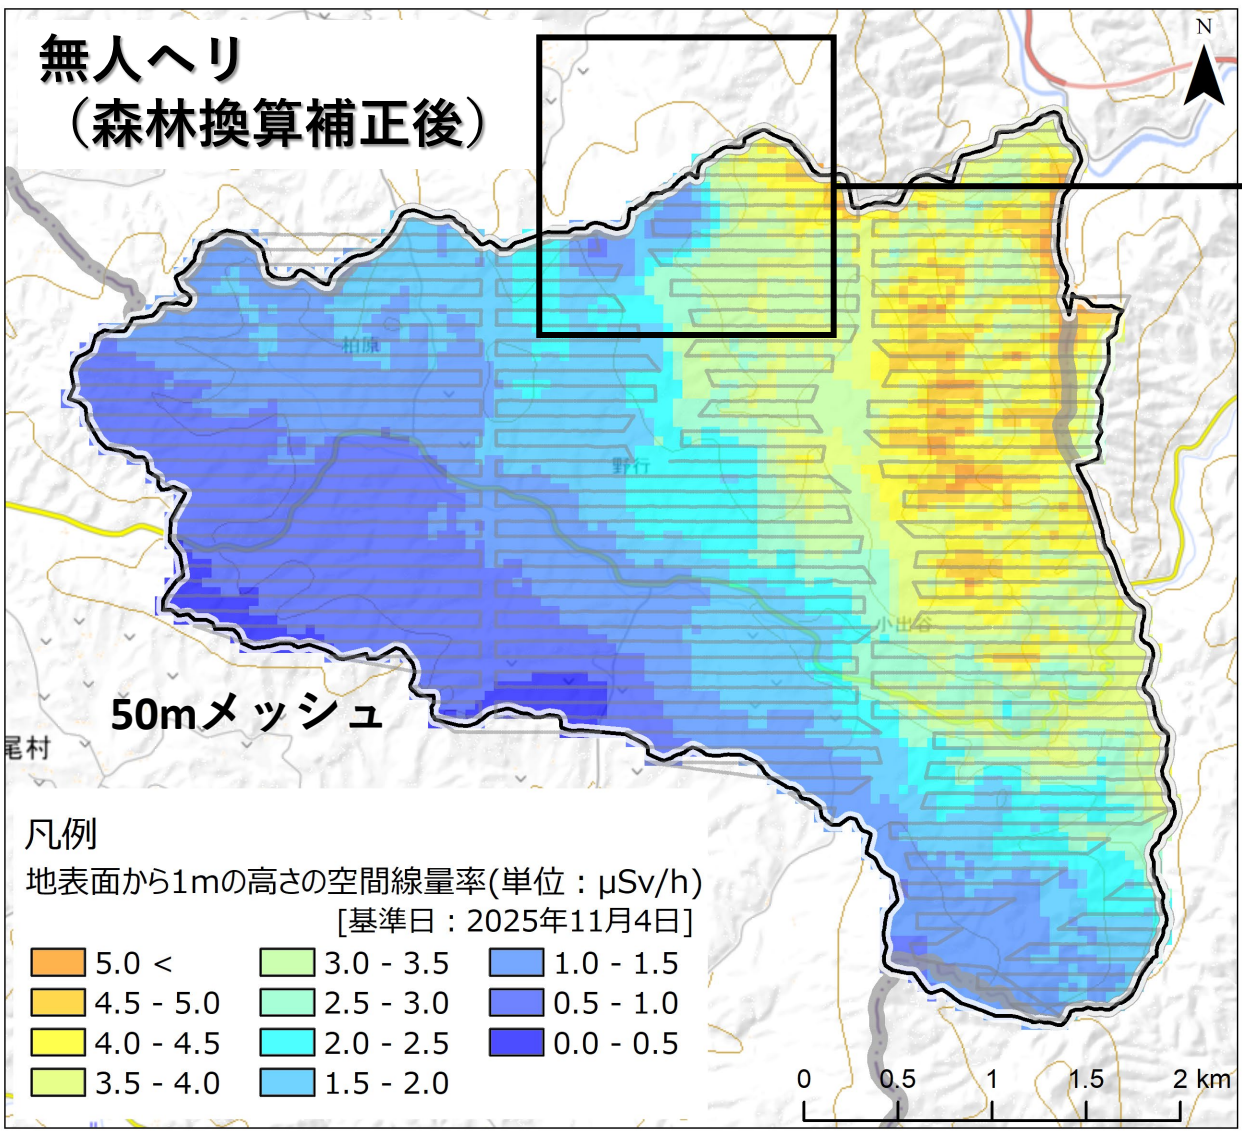 無人ヘリ
（森林換算補正後）
N
柏原
野行
小出谷
50mメッシュ
尾村
凡例
地表面から1mの高さの空間線量率(単位：μSv/h)
[基準日：2025年11月4日]
5.0 <
4.5 - 5.0
4.0 - 4.5
3.5 - 4.0
3.0 - 3.5
2.5 - 3.0
2.0 - 2.5
1.5 - 2.0
1.0 - 1.5
0.5 - 1.0
0.0 - 0.5
0 0.5 1 1.5 2 km